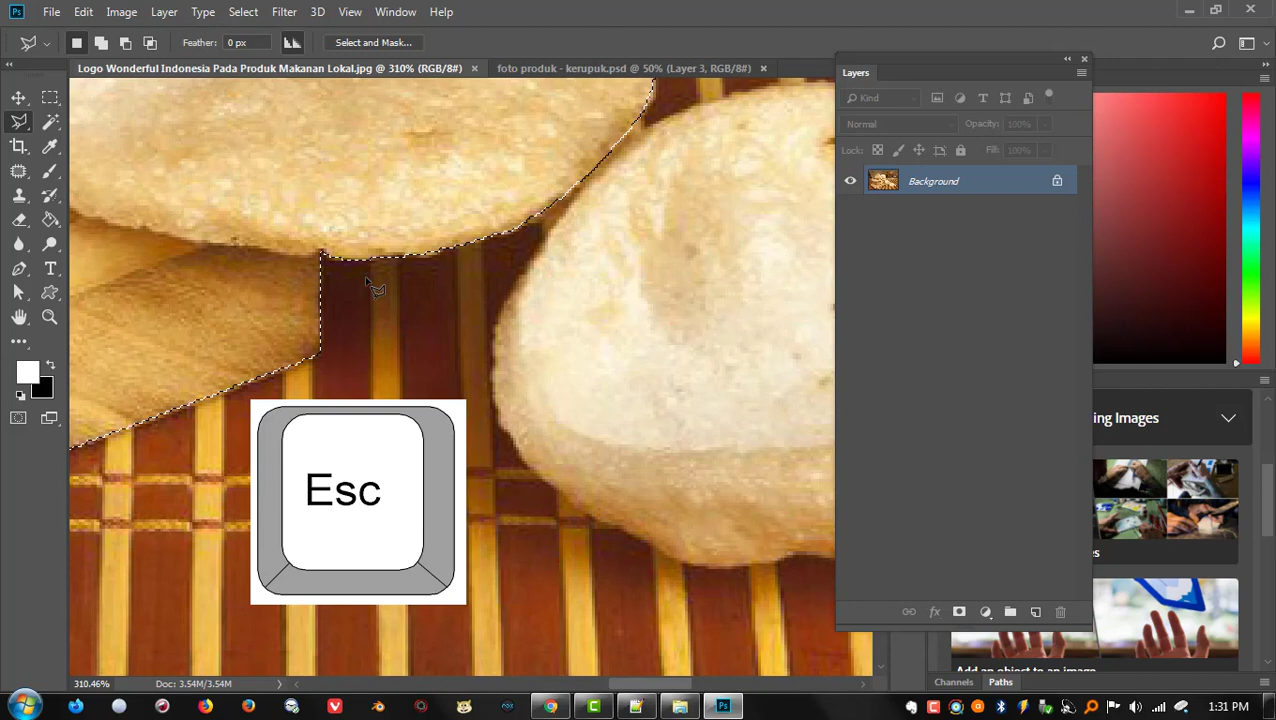 Ps File Edit Image Layer Type Select Filter 3D View Window Help
Feather: 0 px Select and Mask...
Logo Wonderful Indonesia Pada Produk Makanan Lokal.jpg @ 310% (RGB/8#) × foto produk - kerupuk.psd @ 50% (Layer 3, RGB/8#) ×
Layers
Kind
Normal Opacity: 100%
Lock: Fill: 100%
Background
Esc
ing Images
es
Add an object to an image
310.46% Doc: 3.54M/3.54M
Channels Paths
Ps 1:31 PM